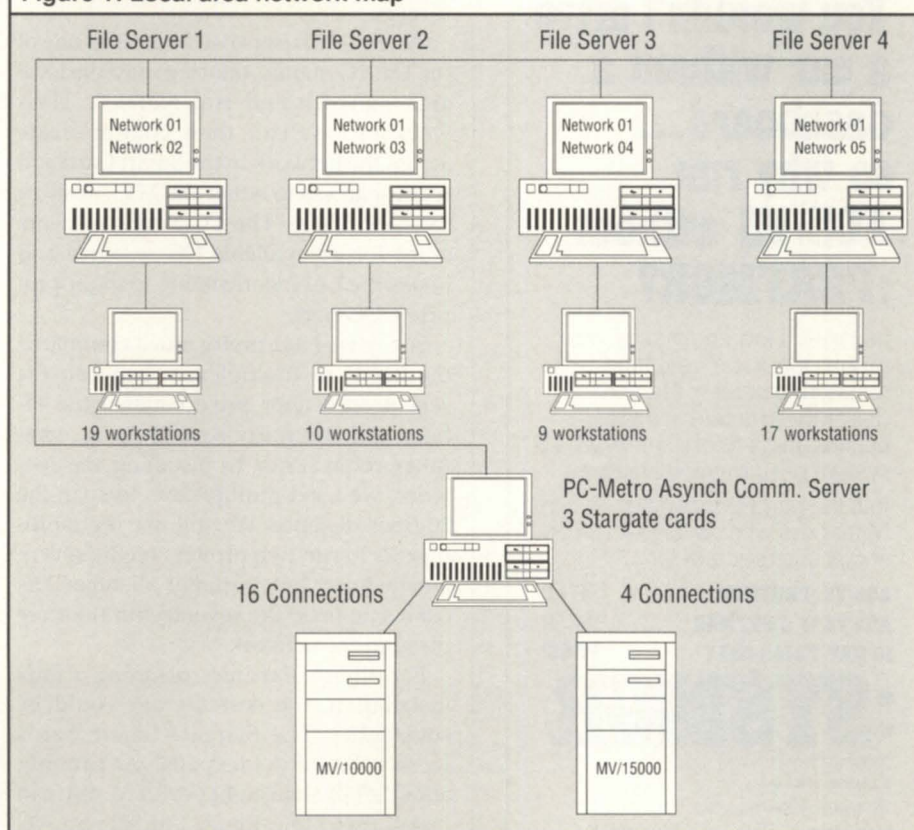 Figure 1: Local area network map
File Server 1 File Server 2 File Server 3 File Server 4
Network 01 Network 01 Network 01 Network 01
Network 02 Network 03 Network 04 Network 05
19 workstations 10 workstations 9 workstations 17 workstations
PC-Metro Asynch Comm. Server
3 Stargate cards
16 Connections 4 Connections
MV/10000 MV/15000